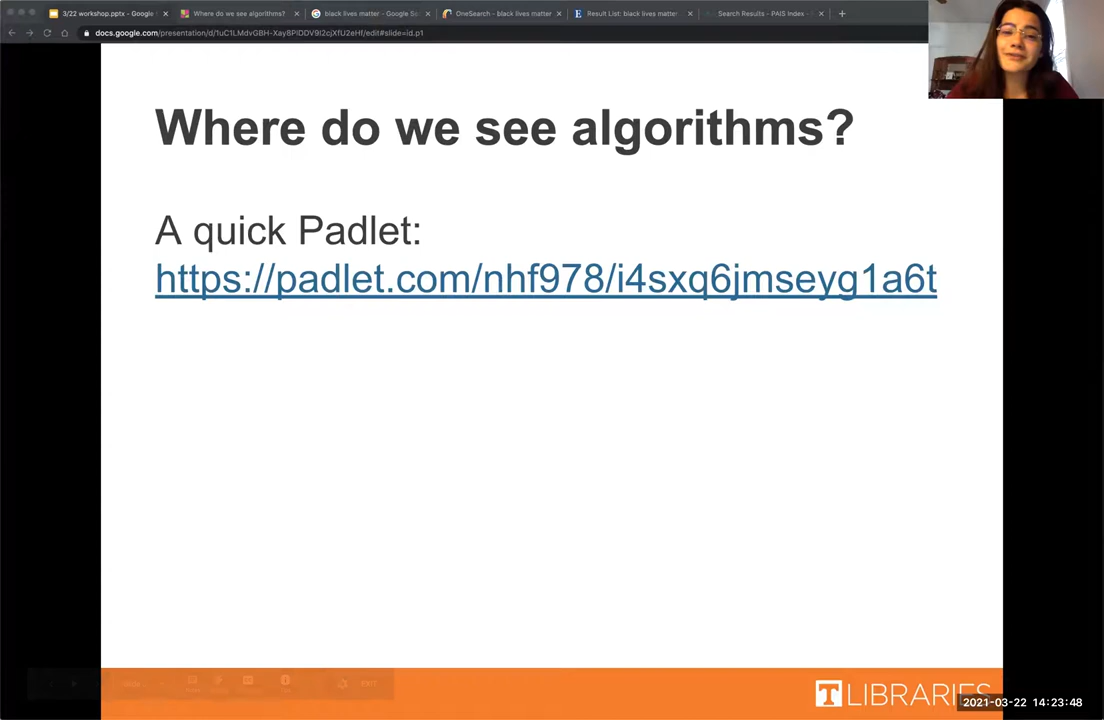 3/22 workshop.pptx - Google
Where do we see algorithms?
black lives matter - Google Se
OneSearch - black lives matter
Result List: black lives matter
Search Results - PAIS Index -
docs.google.com/presentation/d/1uC1LMdvGBH-Xay8PlDDV9I2cjXfU2eHf/edit#slide=id.p1
Where do we see algorithms?
A quick Padlet:
https://padlet.com/nhf978/i4sxq6jmseyg1a6t
EXIT
T LIBRARIES
2021-03-22 14:23:48